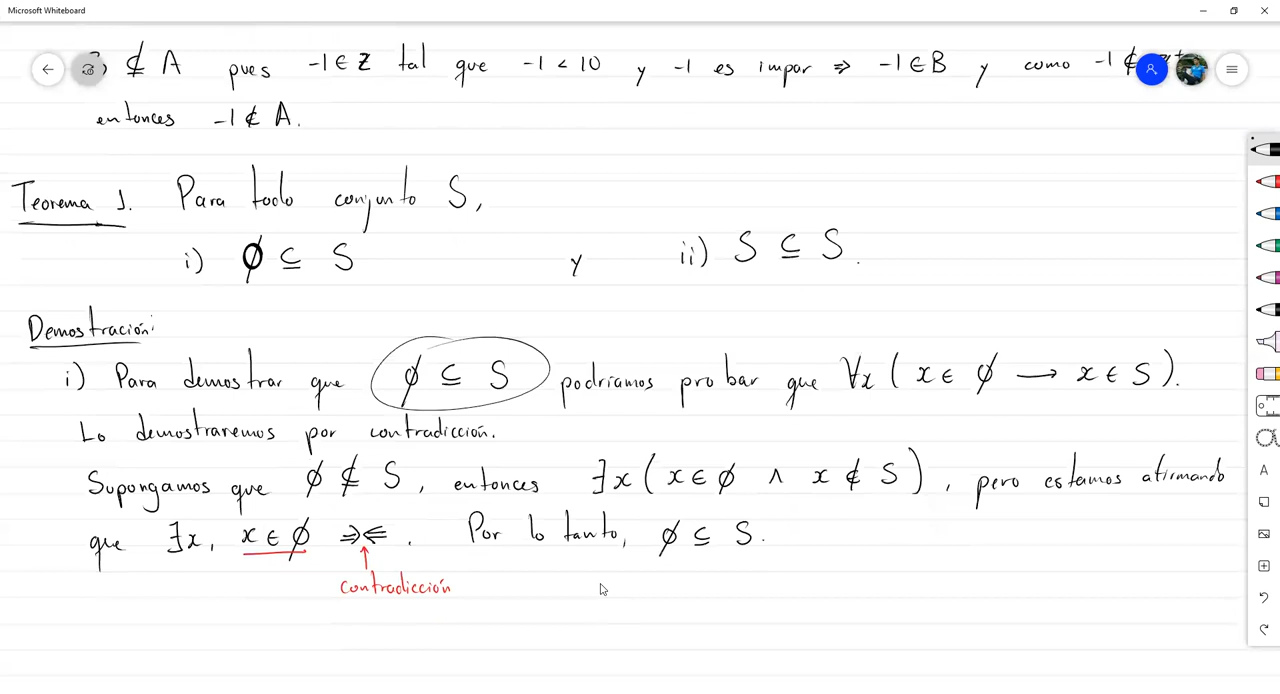 Microsoft Whiteboard
⊄ A pues -1 ∈ Z tal que -1 < 10 y -1 es impar ⇒ -1 ∈ B y como -1 ∉
entonces -1 ∉ A.
Teorema 1. Para todo conjunto S,
i) ∅ ⊆ S y ii) S ⊆ S.
Demostración:
i) Para demostrar que ∅ ⊆ S podríamos probar que ∀x ( x ∈ ∅ → x ∈ S ).
Lo demostraremos por contradicción.
Supongamos que ∅ ⊄ S, entonces ∃x ( x ∈ ∅ ∧ x ∉ S ), pero estamos afirmando
que ∃x, x ∈ ∅ ⇒⇐. Por lo tanto, ∅ ⊆ S.
contradicción
A